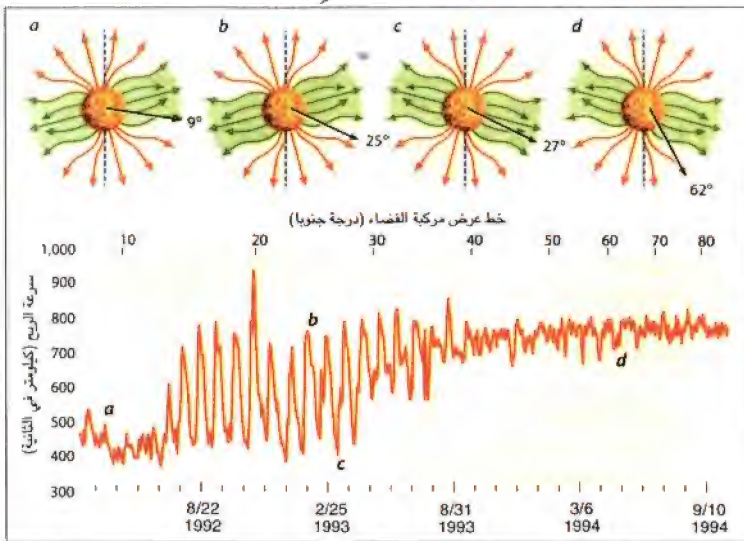 a b c d
9°
25°
27°
62°
خط عرض مركبة الفضاء (درجة جنوبا)
10 20 30 40 50 60 70 80
سرعة الريح (كيلومتر في الثانية)
1,000
900
800
700
600
500
400
300
a
b
c
d
8/22 2/25 8/31 3/6 9/10
1992 1993 1993 1994 1994